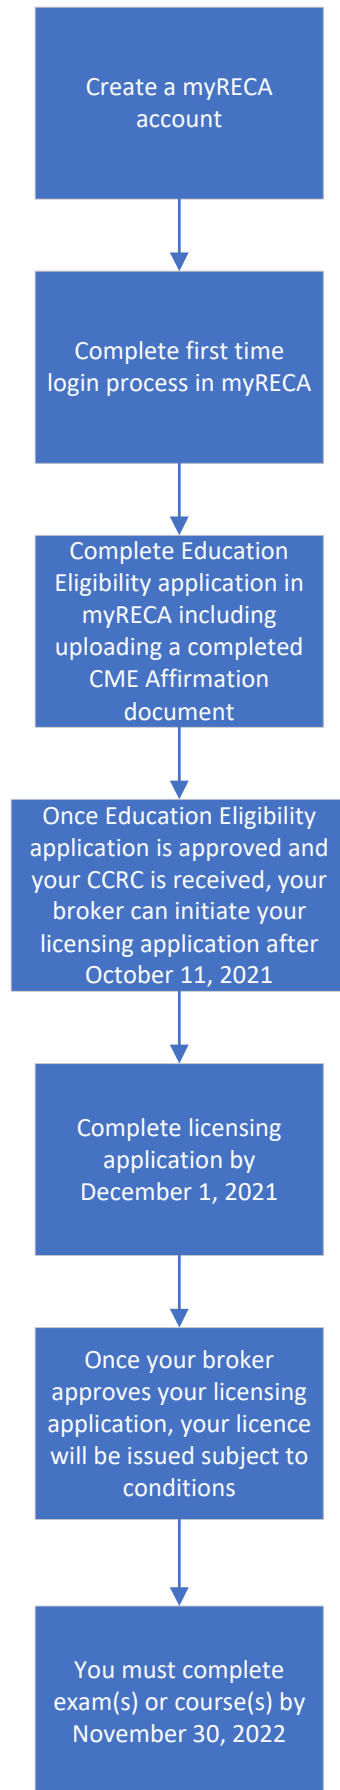 Create a myRECA
account
Complete first time
login process in myRECA
Complete Education
Eligibility application in
myRECA including
uploading a completed
CME Affirmation
document
Once Education Eligibility
application is approved and
your CCRC is received, your
broker can initiate your
licensing application after
October 11, 2021
Complete licensing
application by
December 1, 2021
Once your broker
approves your licensing
application, your licence
will be issued subject to
conditions
You must complete
exam(s) or course(s) by
November 30, 2022